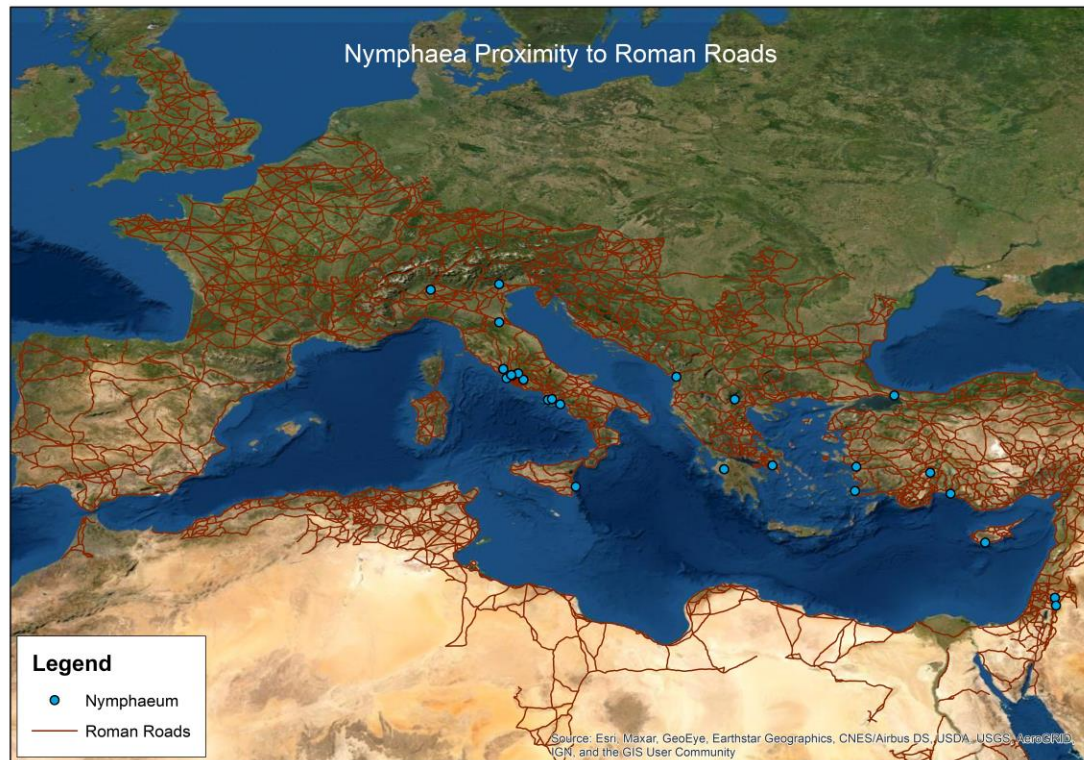 Nymphaea Proximity to Roman Roads
Legend
Nymphaeum
Roman Roads
Source: Esri, Maxar, GeoEye, Earthstar Geographics, CNES/Airbus DS, USDA, USGS, AeroGRID,
IGN, and the GIS User Community